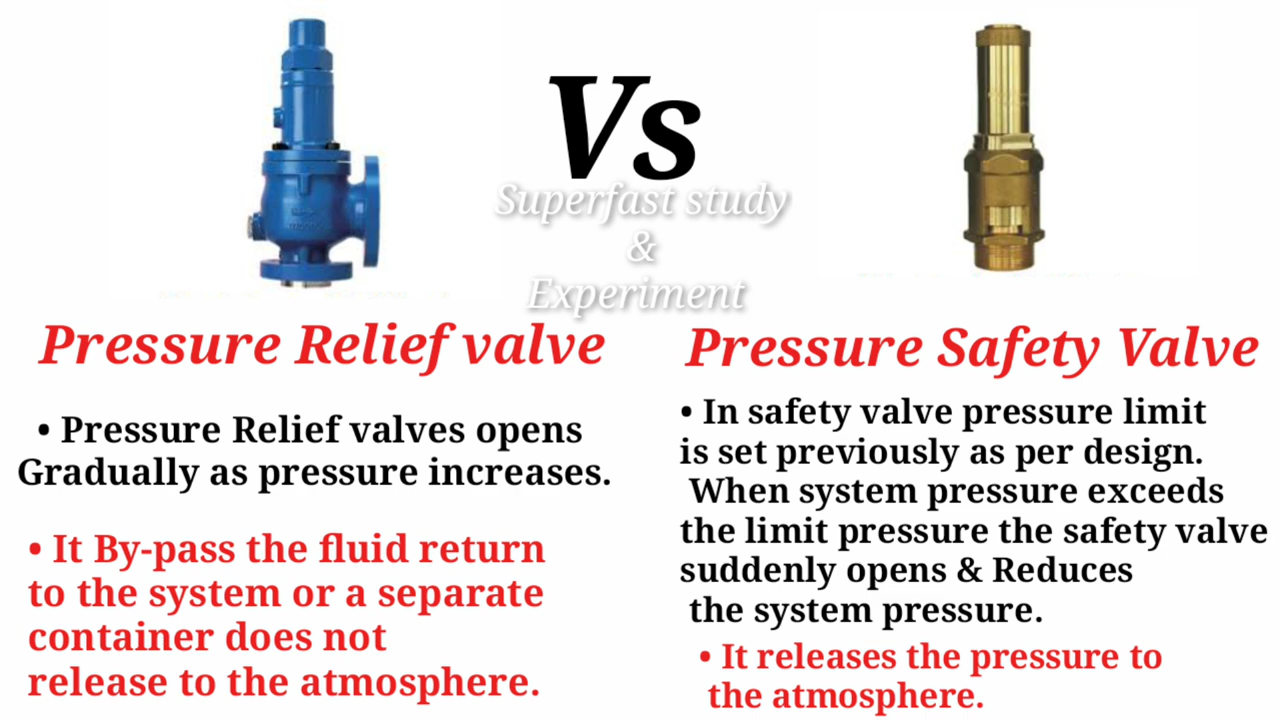 Vs
Superfast study
&
Experiment
Pressure Relief valve
• Pressure Relief valves opens
Gradually as pressure increases.
• It By-pass the fluid return
to the system or a separate
container does not
release to the atmosphere.
Pressure Safety Valve
• In safety valve pressure limit
is set previously as per design.
When system pressure exceeds
the limit pressure the safety valve
suddenly opens & Reduces
the system pressure.
• It releases the pressure to
the atmosphere.